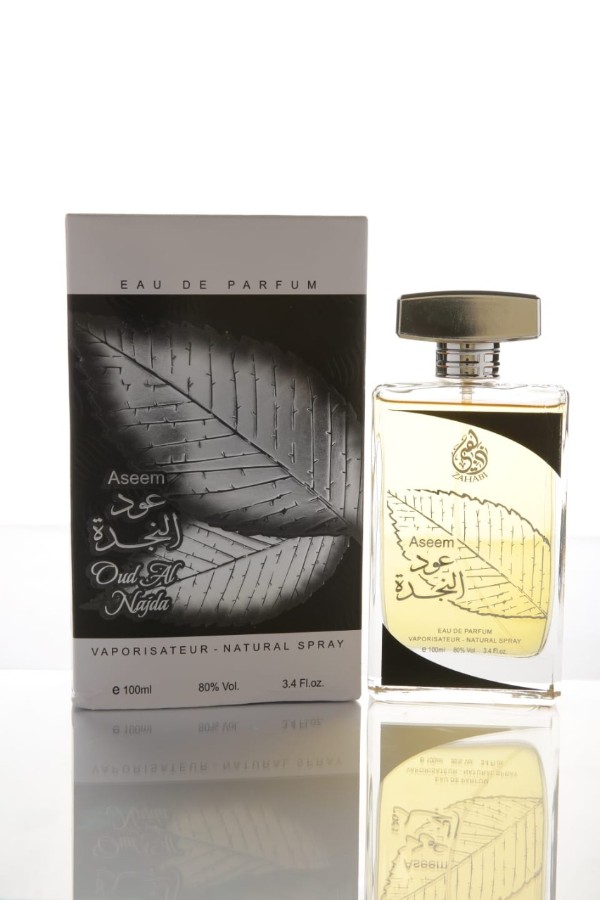 EAU DE PARFUM
Aseem
عود
النجدة
Oud Al
Najda
VAPORISATEUR - NATURAL SPRAY
e 100ml 80% Vol. 3.4 Fl.oz.
ZAHABI
Aseem
عود
النجدة
EAU DE PARFUM
VAPORISATEUR - NATURAL SPRAY
e 100ml 80% Vol. 3.4 Fl.oz.